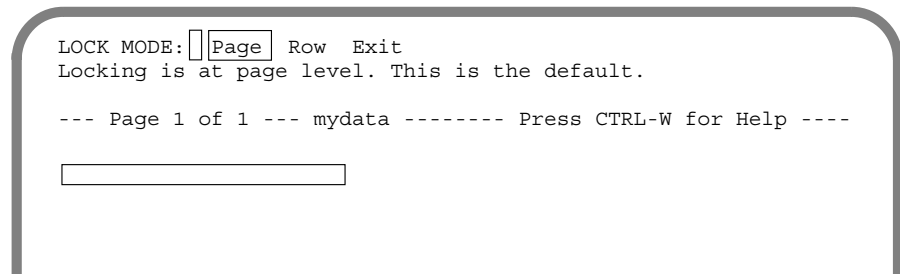 LOCK MODE: Page Row Exit
Locking is at page level. This is the default.
--- Page 1 of 1 --- mydata -------- Press CTRL-W for Help ----